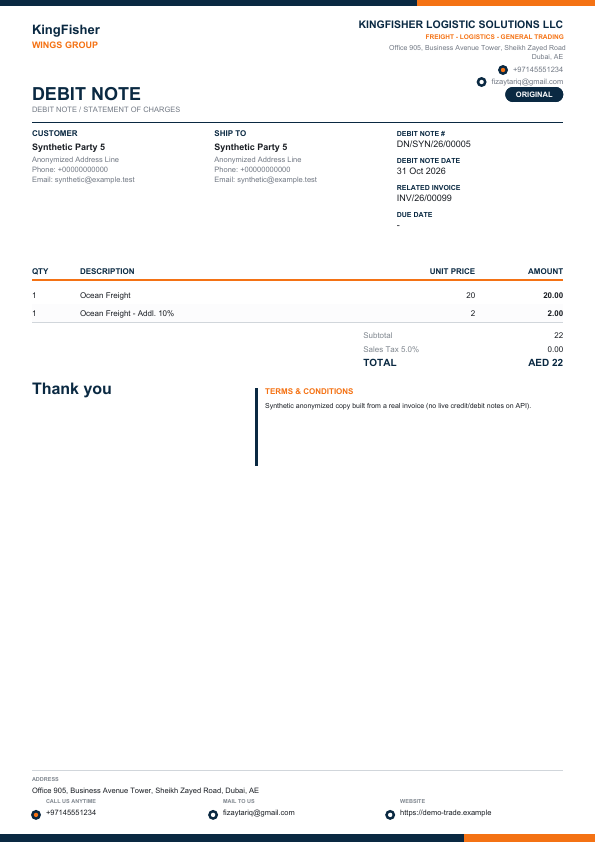 KingFisher
WINGS GROUP
KINGFISHER LOGISTIC SOLUTIONS LLC
FREIGHT - LOGISTICS - GENERAL TRADING
Office 905, Business Avenue Tower, Sheikh Zayed Road
Dubai, AE
+97145551234
fizaytariq@gmail.com
ORIGINAL
DEBIT NOTE
DEBIT NOTE / STATEMENT OF CHARGES
CUSTOMER
Synthetic Party 5
Anonymized Address Line
Phone: +00000000000
Email: synthetic@example.test
SHIP TO
Synthetic Party 5
Anonymized Address Line
Phone: +00000000000
Email: synthetic@example.test
DEBIT NOTE #
DN/SYN/26/00005
DEBIT NOTE DATE
31 Oct 2026
RELATED INVOICE
INV/26/00099
DUE DATE
-
QTY DESCRIPTION UNIT PRICE AMOUNT
1 Ocean Freight 20 20.00
1 Ocean Freight - Addl. 10% 2 2.00
Subtotal 22
Sales Tax 5.0% 0.00
TOTAL AED 22
Thank you
TERMS & CONDITIONS
Synthetic anonymized copy built from a real invoice (no live credit/debit notes on API).
ADDRESS
Office 905, Business Avenue Tower, Sheikh Zayed Road, Dubai, AE
CALL US ANYTIME
+97145551234
MAIL TO US
fizaytariq@gmail.com
WEBSITE
https://demo-trade.example